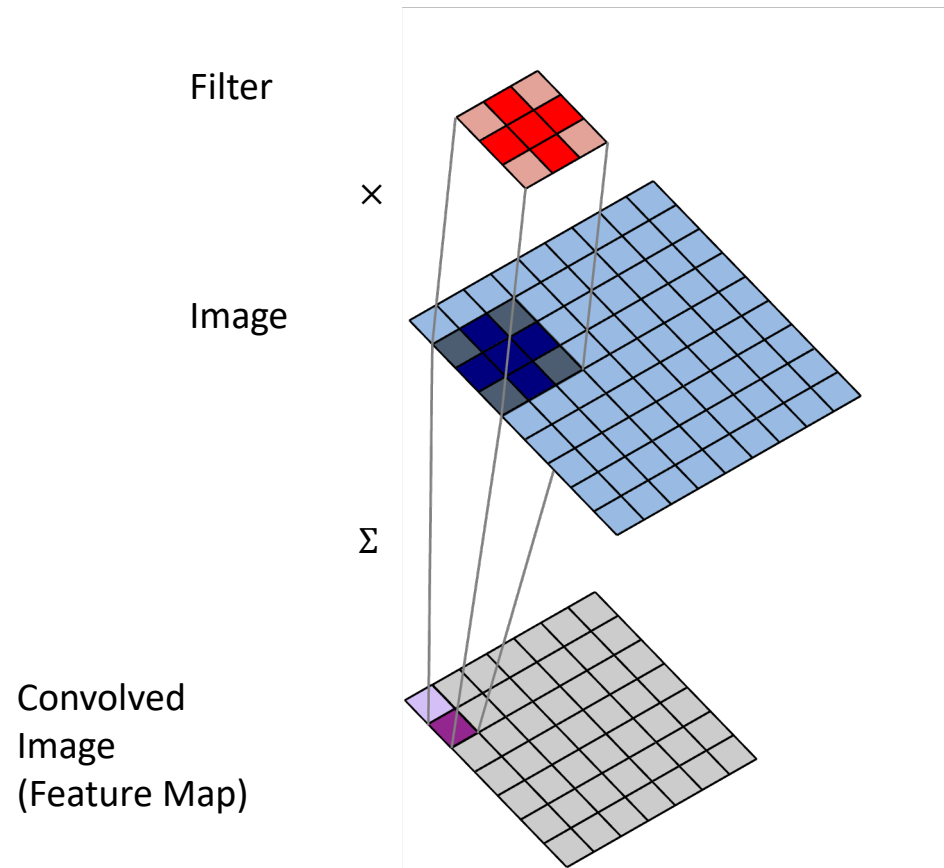 Filter
×
Image
Σ
Convolved
Image
(Feature Map)